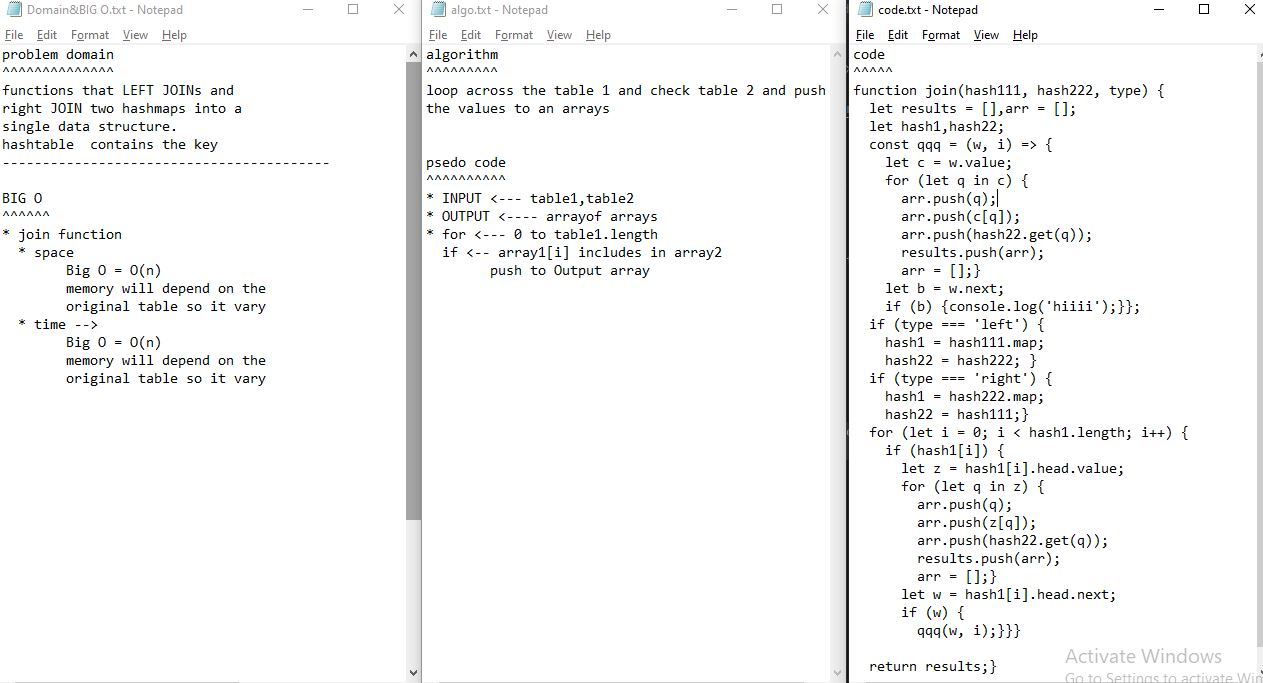 Domain&BIG O.txt - Notepad
File Edit Format View Help
problem domain
^^^^^^^^^^^^^^
functions that LEFT JOINs and
right JOIN two hashmaps into a
single data structure.
hashtable  contains the key
-----------------------------------------
BIG O
^^^^^^
* join function
  * space
        Big O = O(n)
        memory will depend on the
        original table so it vary
  * time -->
        Big O = O(n)
        memory will depend on the
        original table so it vary
algo.txt - Notepad
File Edit Format View Help
algorithm
^^^^^^^^^
loop across the table 1 and check table 2 and push
the values to an arrays
psedo code
^^^^^^^^^^
* INPUT <--- table1,table2
* OUTPUT <---- arrayof arrays
* for <--- 0 to table1.length
  if <-- array1[i] includes in array2
        push to Output array
code.txt - Notepad
File Edit Format View Help
code
^^^^^
function join(hash111, hash222, type) {
  let results = [],arr = [];
  let hash1,hash22;
  const qqq = (w, i) => {
    let c = w.value;
    for (let q in c) {
      arr.push(q);
      arr.push(c[q]);
      arr.push(hash22.get(q));
      results.push(arr);
      arr = [];}
    let b = w.next;
    if (b) {console.log('hiiii');}};
  if (type === 'left') {
    hash1 = hash111.map;
    hash22 = hash222; }
  if (type === 'right') {
    hash1 = hash222.map;
    hash22 = hash111;}
  for (let i = 0; i < hash1.length; i++) {
    if (hash1[i]) {
      let z = hash1[i].head.value;
      for (let q in z) {
        arr.push(q);
        arr.push(z[q]);
        arr.push(hash22.get(q));
        results.push(arr);
        arr = [];}
      let w = hash1[i].head.next;
      if (w) {
        qqq(w, i);}}}
  return results;}
Activate Windows
Go to Settings to activate Win